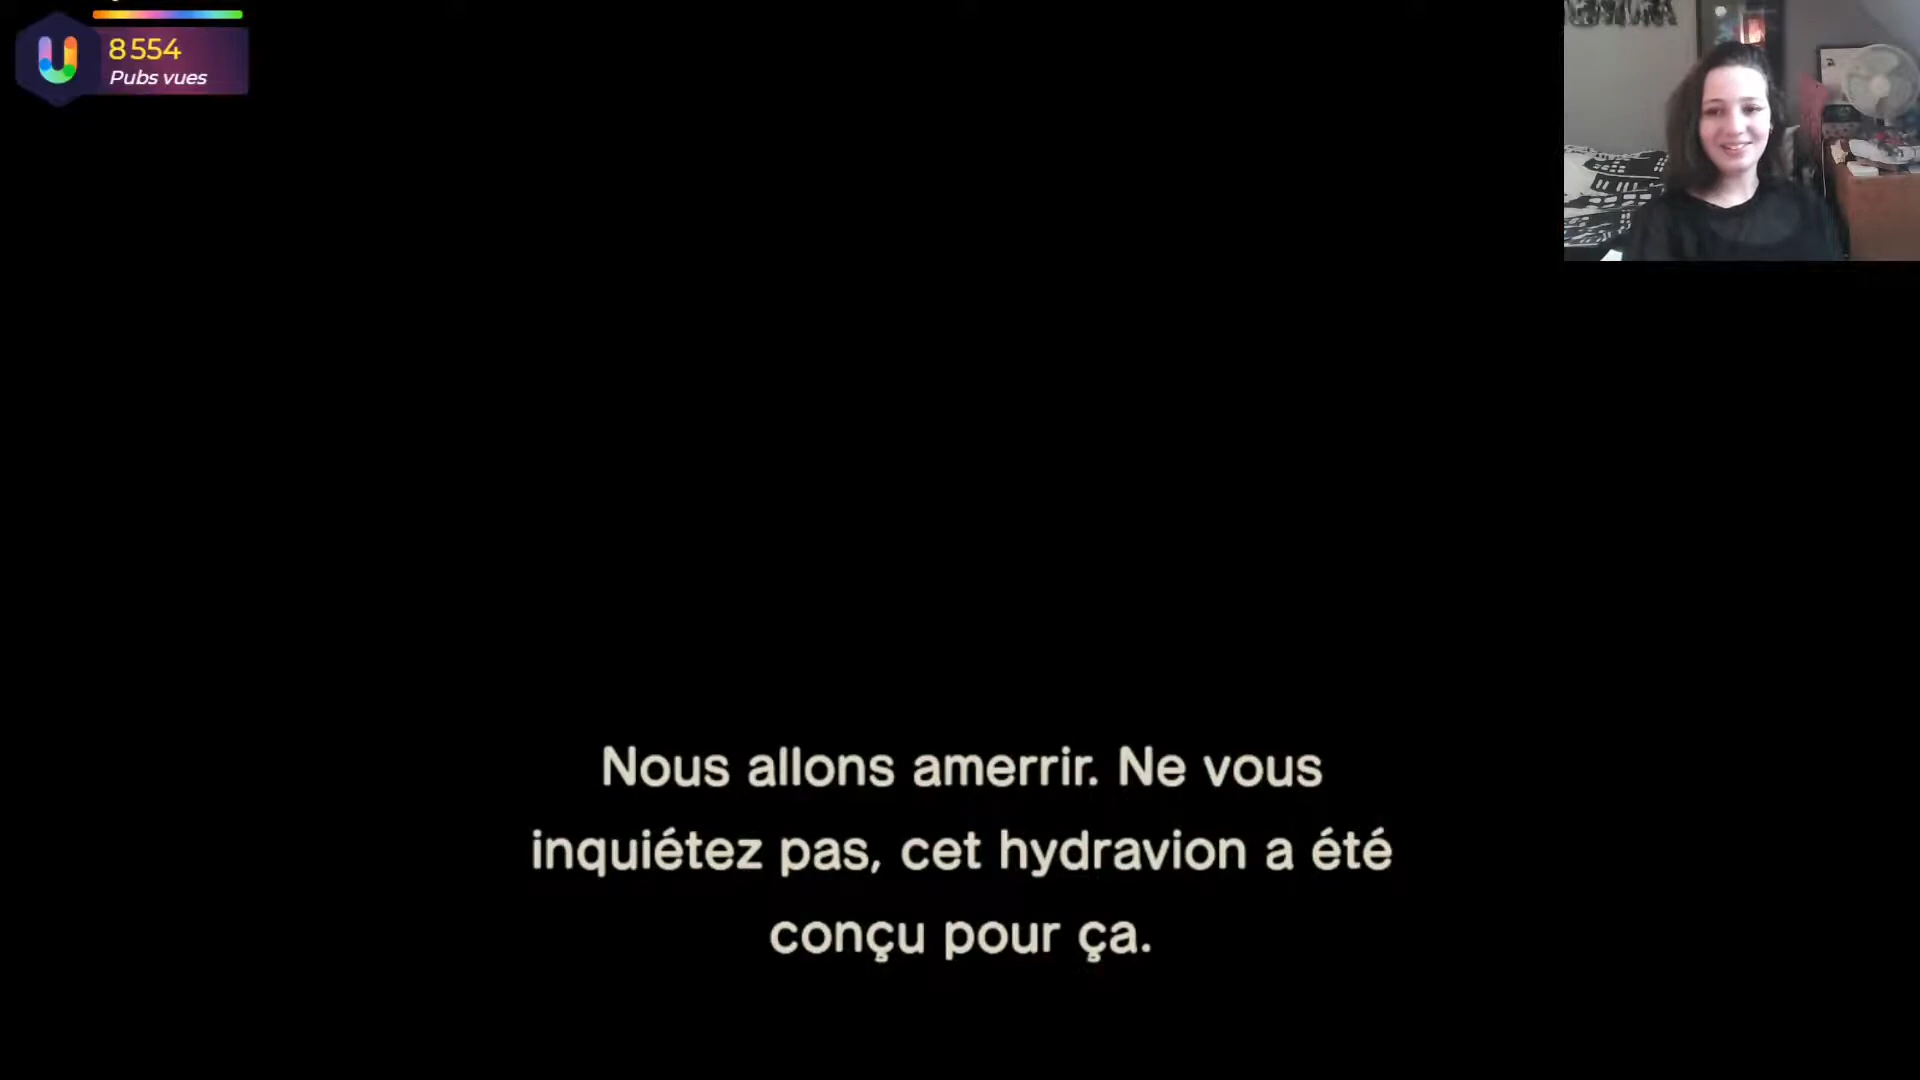 8 554
Pubs vues
Nous allons amerrir. Ne vous
inquiétez pas, cet hydravion a été
conçu pour ça.